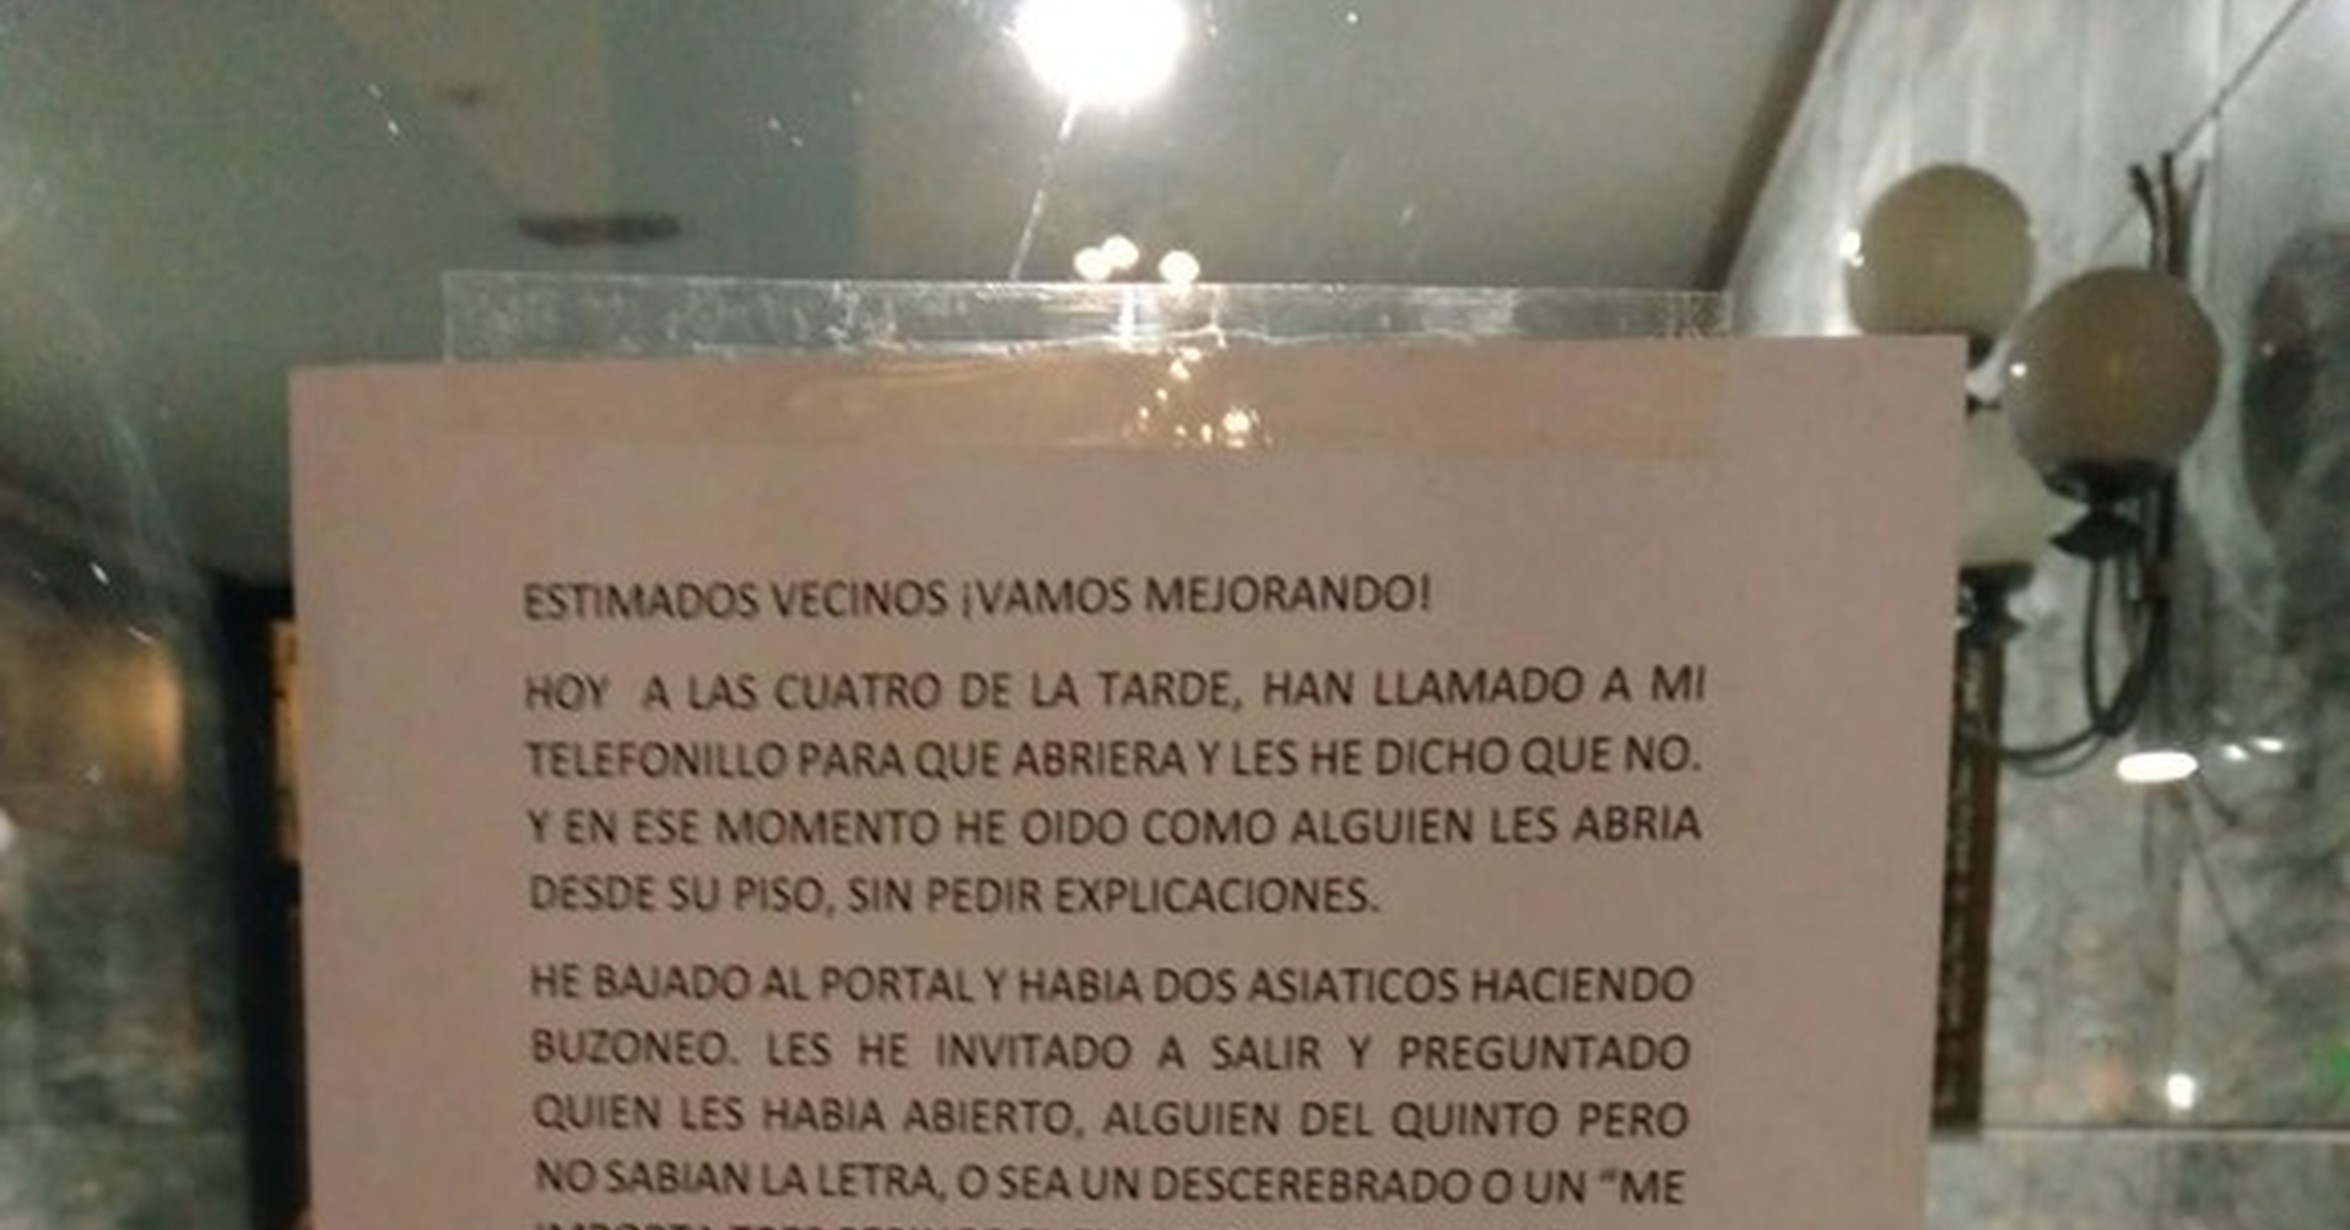 ESTIMADOS VECINOS ¡VAMOS MEJORANDO!
HOY A LAS CUATRO DE LA TARDE, HAN LLAMADO A MI
TELEFONILLO PARA QUE ABRIERA Y LES HE DICHO QUE NO.
Y EN ESE MOMENTO HE OIDO COMO ALGUIEN LES ABRIA
DESDE SU PISO, SIN PEDIR EXPLICACIONES.
HE BAJADO AL PORTAL Y HABIA DOS ASIATICOS HACIENDO
BUZONEO. LES HE INVITADO A SALIR Y PREGUNTADO
QUIEN LES HABIA ABIERTO, ALGUIEN DEL QUINTO PERO
NO SABIAN LA LETRA, O SEA UN DESCEREBRADO O UN “ME